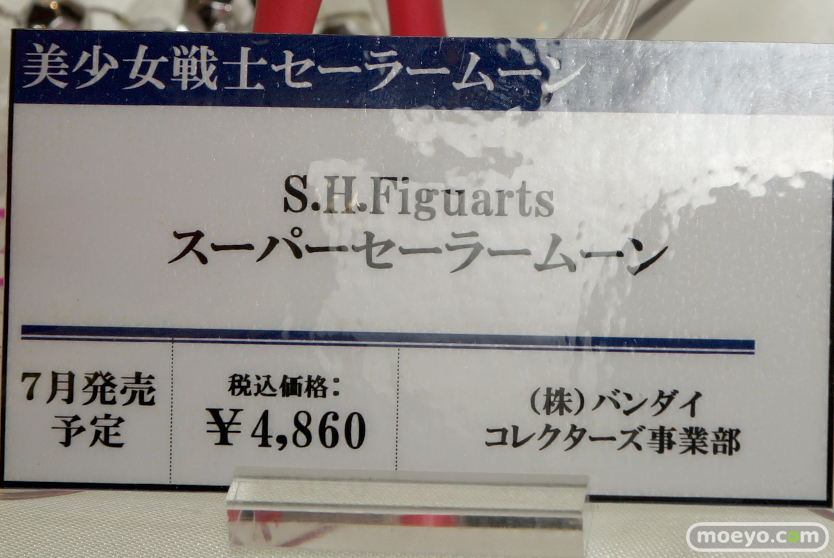 美少女戦士セーラームーン
S.H.Figuarts
スーパーセーラームーン
7月発売
予定
税込価格：
￥4,860
（株）バンダイ
コレクターズ事業部
moeyo.com